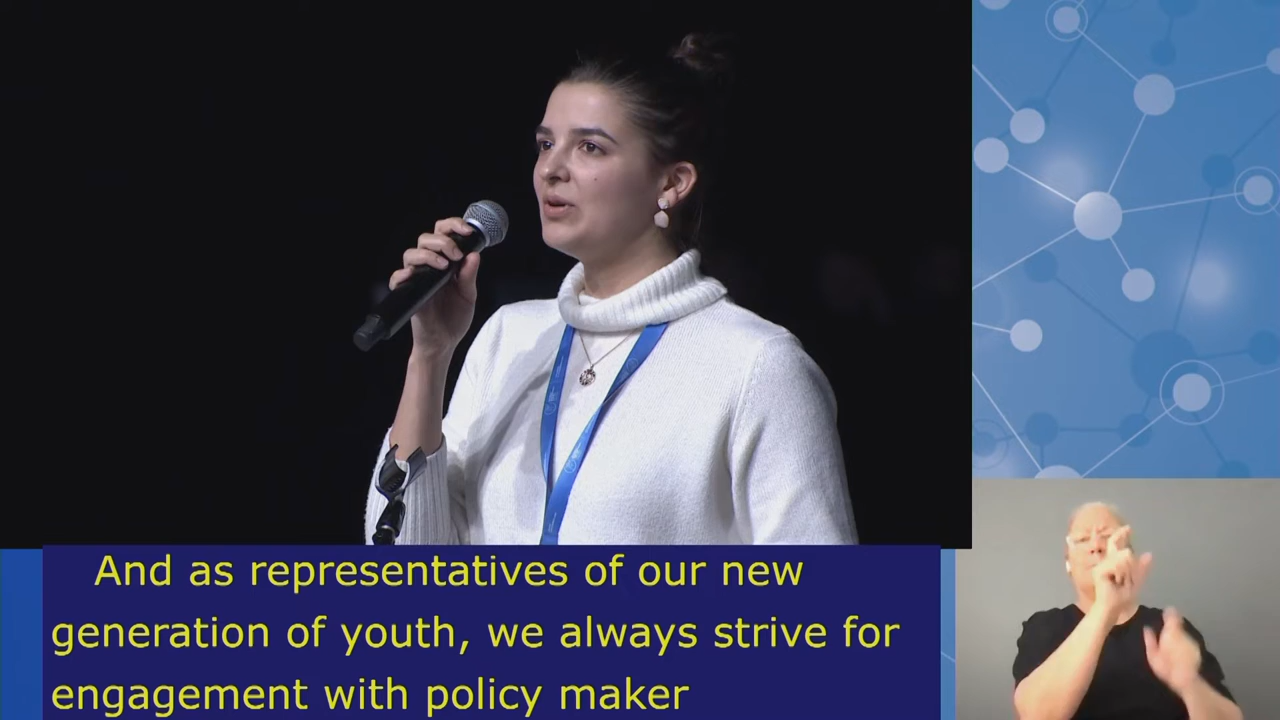 And as representatives of our new
generation of youth, we always strive for
engagement with policy maker